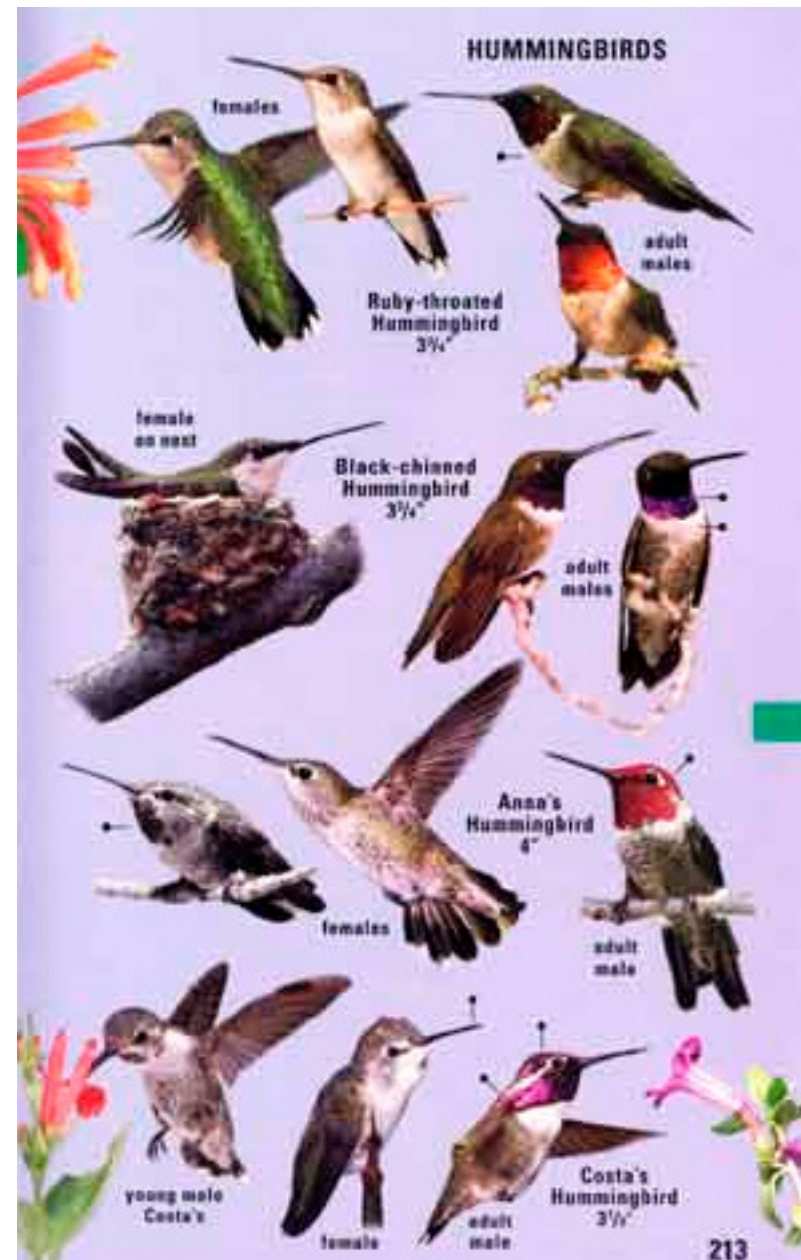 HUMMINGBIRDS
females
adult
males
Ruby-throated
Hummingbird
3¾"
female
on nest
Black-chinned
Hummingbird
3¾"
adult
males
Anna's
Hummingbird
4"
females
adult
male
young male
Costa's
female
adult
male
Costa's
Hummingbird
3½"
213